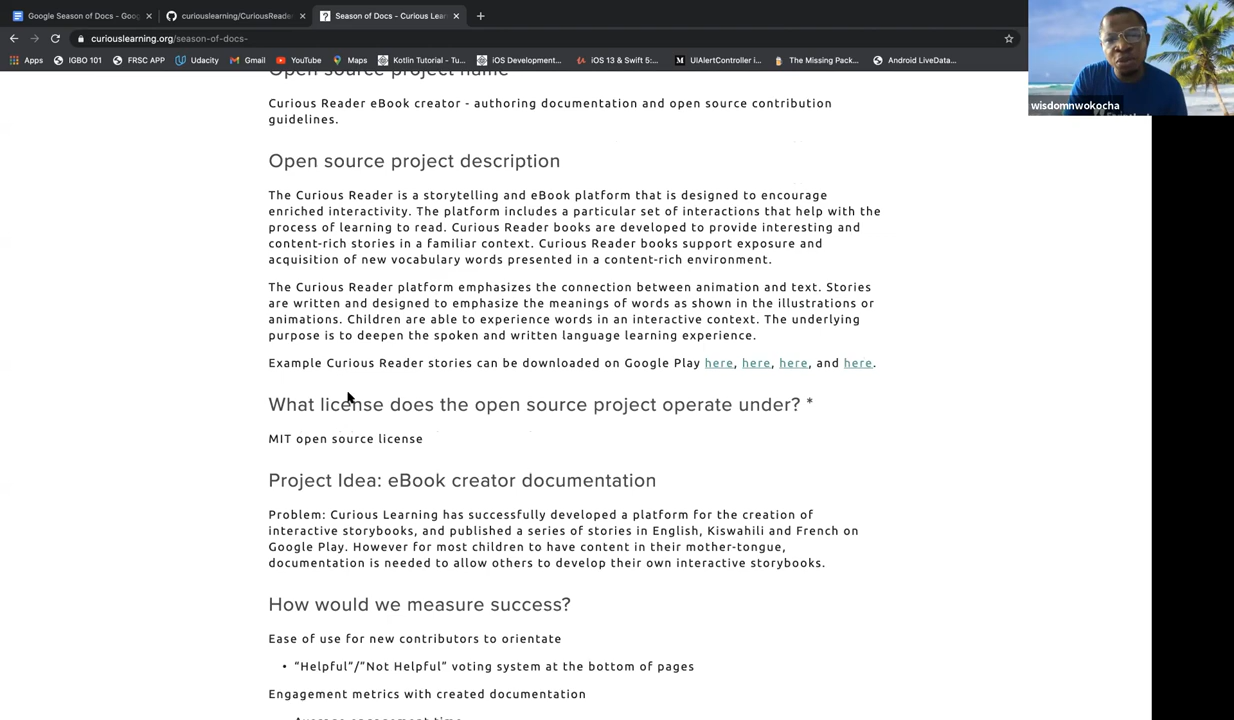 Google Season of Docs - Goog
curiouslearning/CuriousReader
Season of Docs - Curious Lear
curiouslearning.org/season-of-docs-
Apps
IGBO 101
FRSC APP
Udacity
Gmail
YouTube
Maps
Kotlin Tutorial - Tu...
iOS Development...
iOS 13 & Swift 5:...
UIAlertController i...
The Missing Pack...
Android LiveData...
wisdomnwokocha
Open source project name
Curious Reader eBook creator - authoring documentation and open source contribution
guidelines.
Open source project description
The Curious Reader is a storytelling and eBook platform that is designed to encourage
enriched interactivity. The platform includes a particular set of interactions that help with the
process of learning to read. Curious Reader books are developed to provide interesting and
content-rich stories in a familiar context. Curious Reader books support exposure and
acquisition of new vocabulary words presented in a content-rich environment.
The Curious Reader platform emphasizes the connection between animation and text. Stories
are written and designed to emphasize the meanings of words as shown in the illustrations or
animations. Children are able to experience words in an interactive context. The underlying
purpose is to deepen the spoken and written language learning experience.
Example Curious Reader stories can be downloaded on Google Play here, here, here, and here.
What license does the open source project operate under? *
MIT open source license
Project Idea: eBook creator documentation
Problem: Curious Learning has successfully developed a platform for the creation of
interactive storybooks, and published a series of stories in English, Kiswahili and French on
Google Play. However for most children to have content in their mother-tongue,
documentation is needed to allow others to develop their own interactive storybooks.
How would we measure success?
Ease of use for new contributors to orientate
• “Helpful”/”Not Helpful” voting system at the bottom of pages
Engagement metrics with created documentation
Average engagement time